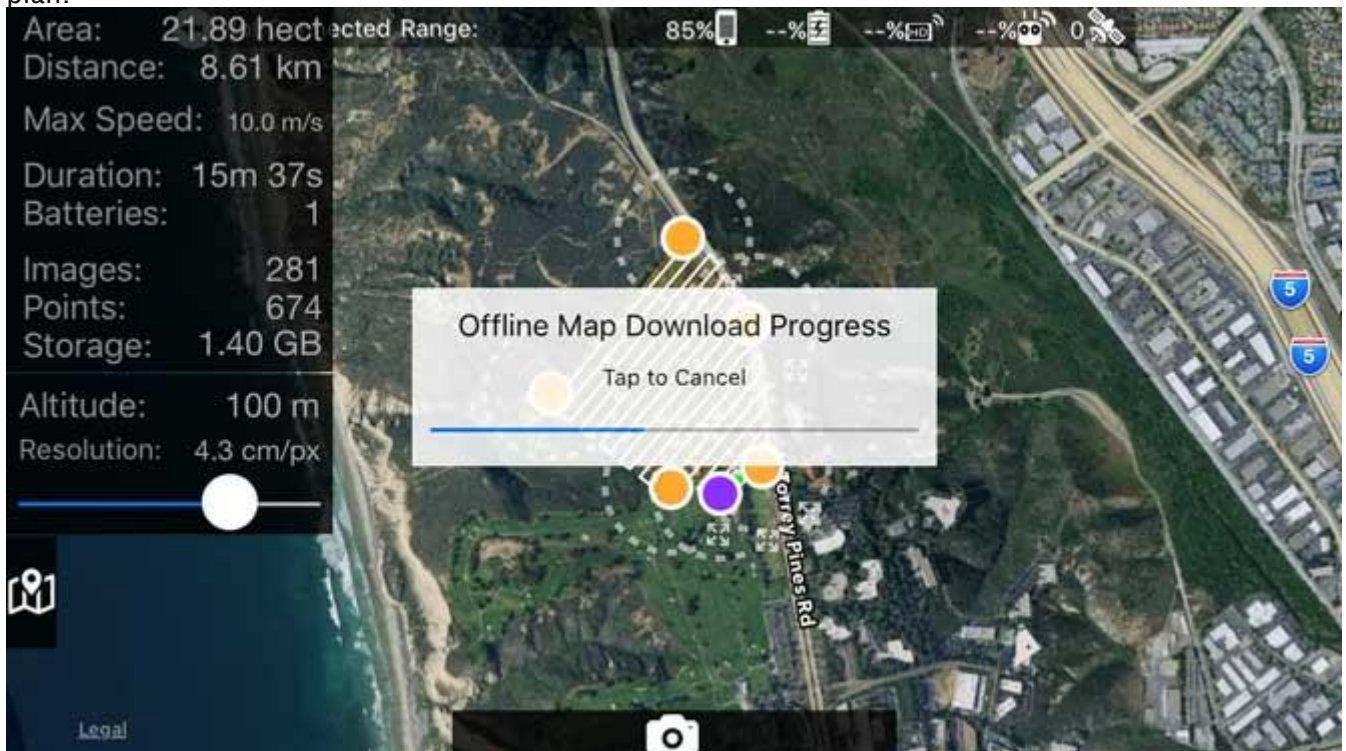 plan.
Area: 21.89 hect
ected Range:
85% --% --% HD --% 0
Distance: 8.61 km
Max Speed: 10.0 m/s
Duration: 15m 37s
Batteries: 1
Images: 281
Points: 674
Storage: 1.40 GB
Altitude: 100 m
Resolution: 4.3 cm/px
Offline Map Download Progress
Tap to Cancel
Torrey Pines Rd
5
5
Legal